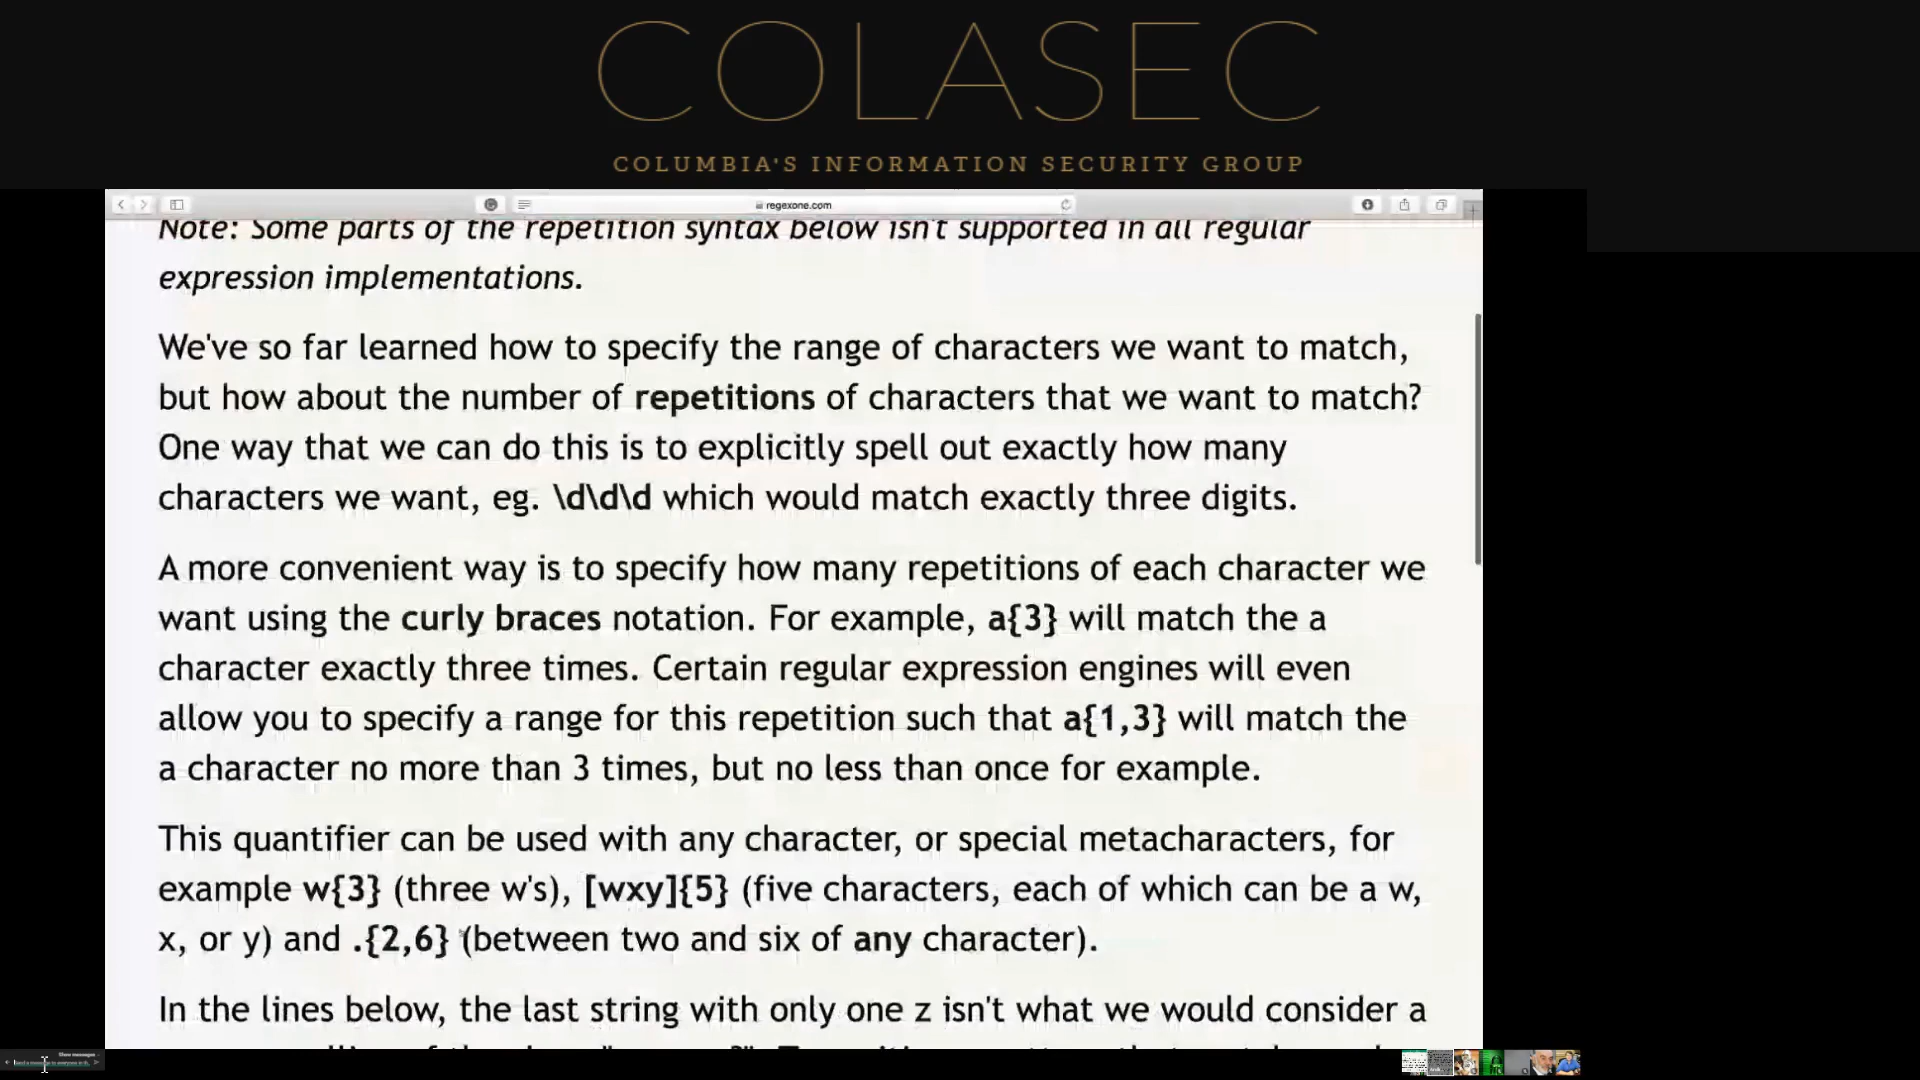 COLASEC
COLUMBIA'S INFORMATION SECURITY GROUP
regexone.com
Note: Some parts of the repetition syntax below isn't supported in all regular
expression implementations.
We've so far learned how to specify the range of characters we want to match,
but how about the number of repetitions of characters that we want to match?
One way that we can do this is to explicitly spell out exactly how many
characters we want, eg. \d\d\d which would match exactly three digits.
A more convenient way is to specify how many repetitions of each character we
want using the curly braces notation. For example, a{3} will match the a
character exactly three times. Certain regular expression engines will even
allow you to specify a range for this repetition such that a{1,3} will match the
a character no more than 3 times, but no less than once for example.
This quantifier can be used with any character, or special metacharacters, for
example w{3} (three w's), [wxy]{5} (five characters, each of which can be a w,
x, or y) and .{2,6} (between two and six of any character).
In the lines below, the last string with only one z isn't what we would consider a
Show messages